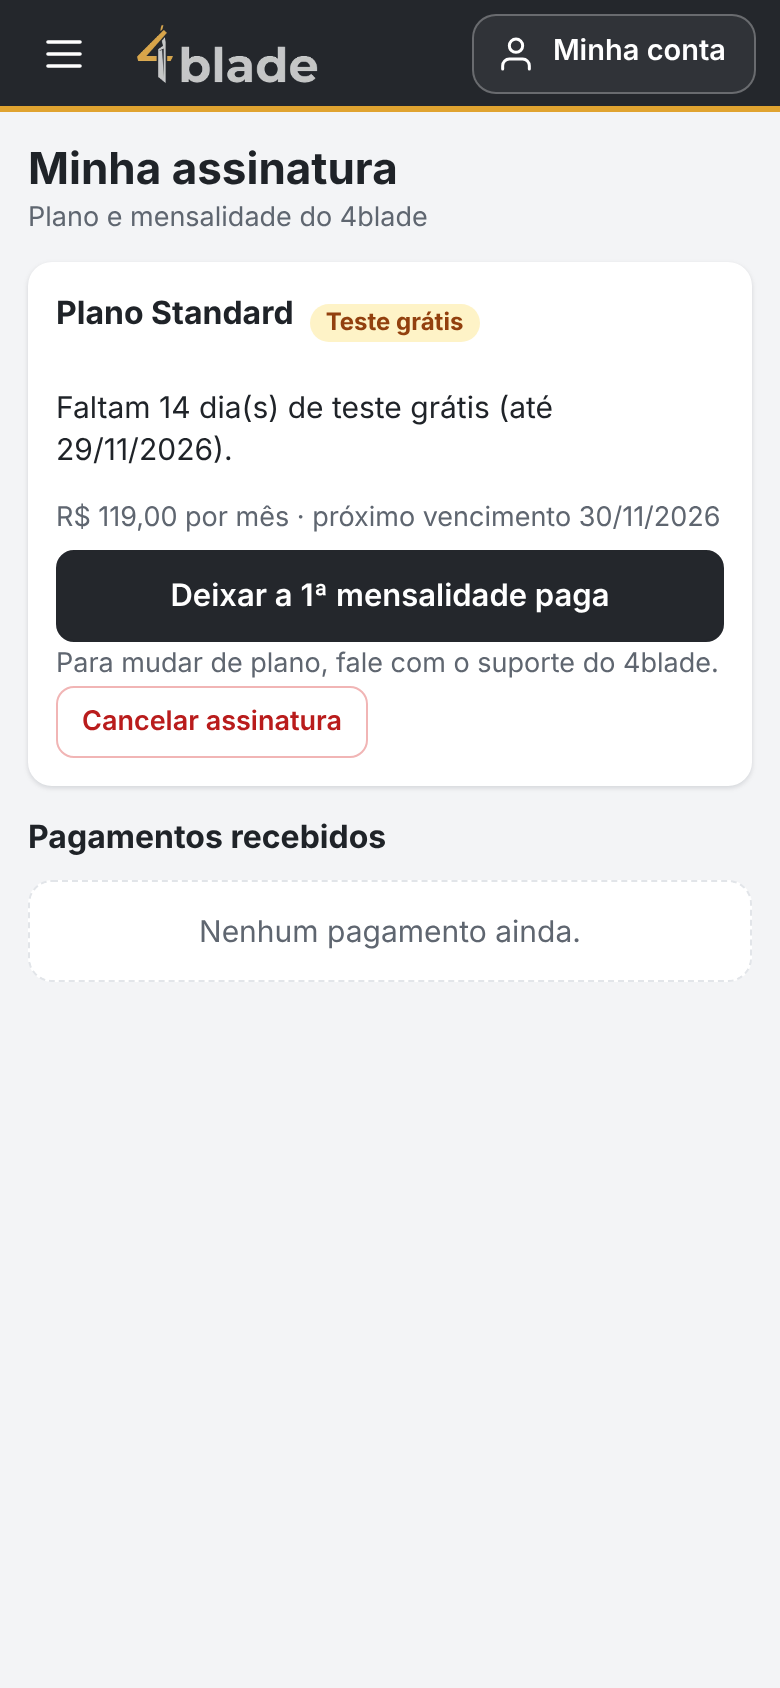 4blade
Minha conta
Minha assinatura
Plano e mensalidade do 4blade
Plano Standard
Teste grátis
Faltam 14 dia(s) de teste grátis (até
29/11/2026).
R$ 119,00 por mês · próximo vencimento 30/11/2026
Deixar a 1ª mensalidade paga
Para mudar de plano, fale com o suporte do 4blade.
Cancelar assinatura
Pagamentos recebidos
Nenhum pagamento ainda.